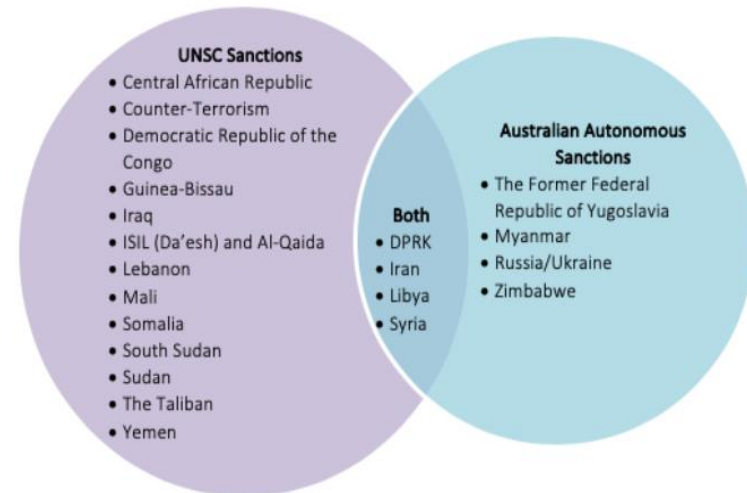 UNSC Sanctions
• Central African Republic
• Counter-Terrorism
• Democratic Republic of the
Congo
• Guinea-Bissau
• Iraq
• ISIL (Da’esh) and Al-Qaida
• Lebanon
• Mali
• Somalia
• South Sudan
• Sudan
• The Taliban
• Yemen
Both
• DPRK
• Iran
• Libya
• Syria
Australian Autonomous
Sanctions
• The Former Federal
Republic of Yugoslavia
• Myanmar
• Russia/Ukraine
• Zimbabwe